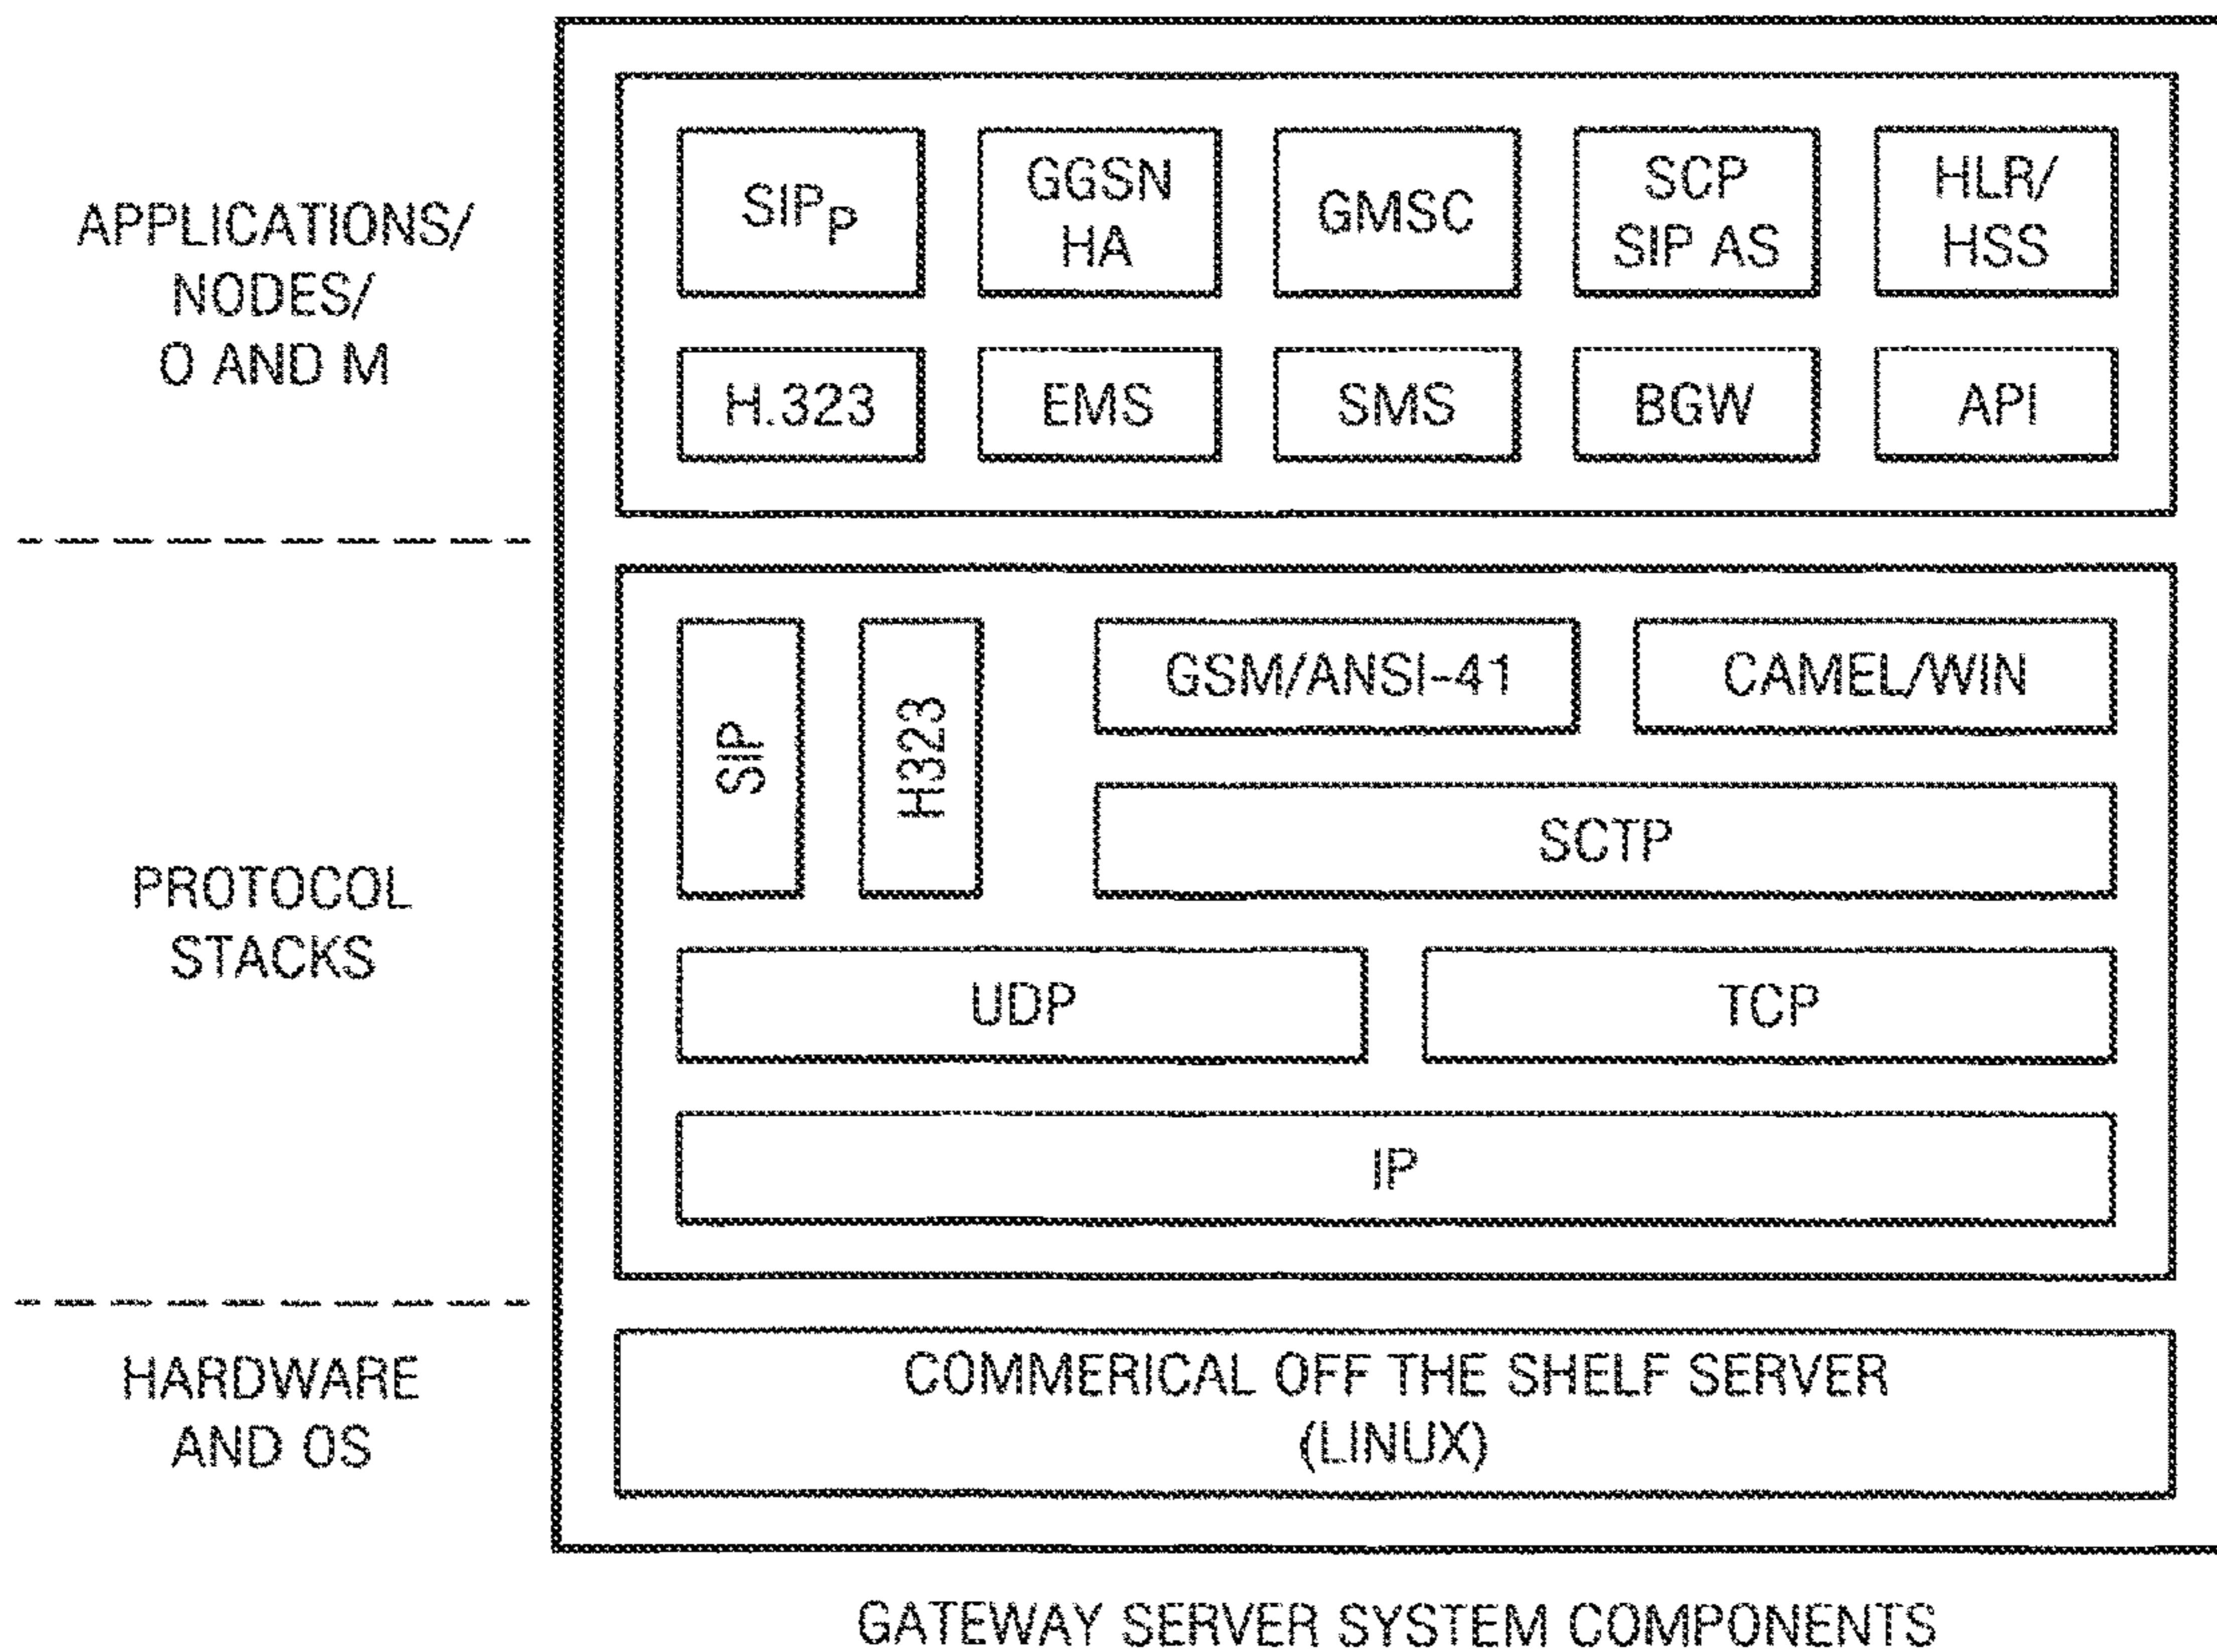 APPLICATIONS/
NODES/
O AND M
SIPP
GGSN
HA
GMSC
SCP
SIP AS
HLR/
HSS
H.323
EMS
SMS
BGW
API
PROTOCOL
STACKS
SIP
H323
GSM/ANSI-41
CAMEL/WIN
SCTP
UDP
TCP
IP
HARDWARE
AND OS
COMMERICAL OFF THE SHELF SERVER
(LINUX)
GATEWAY SERVER SYSTEM COMPONENTS